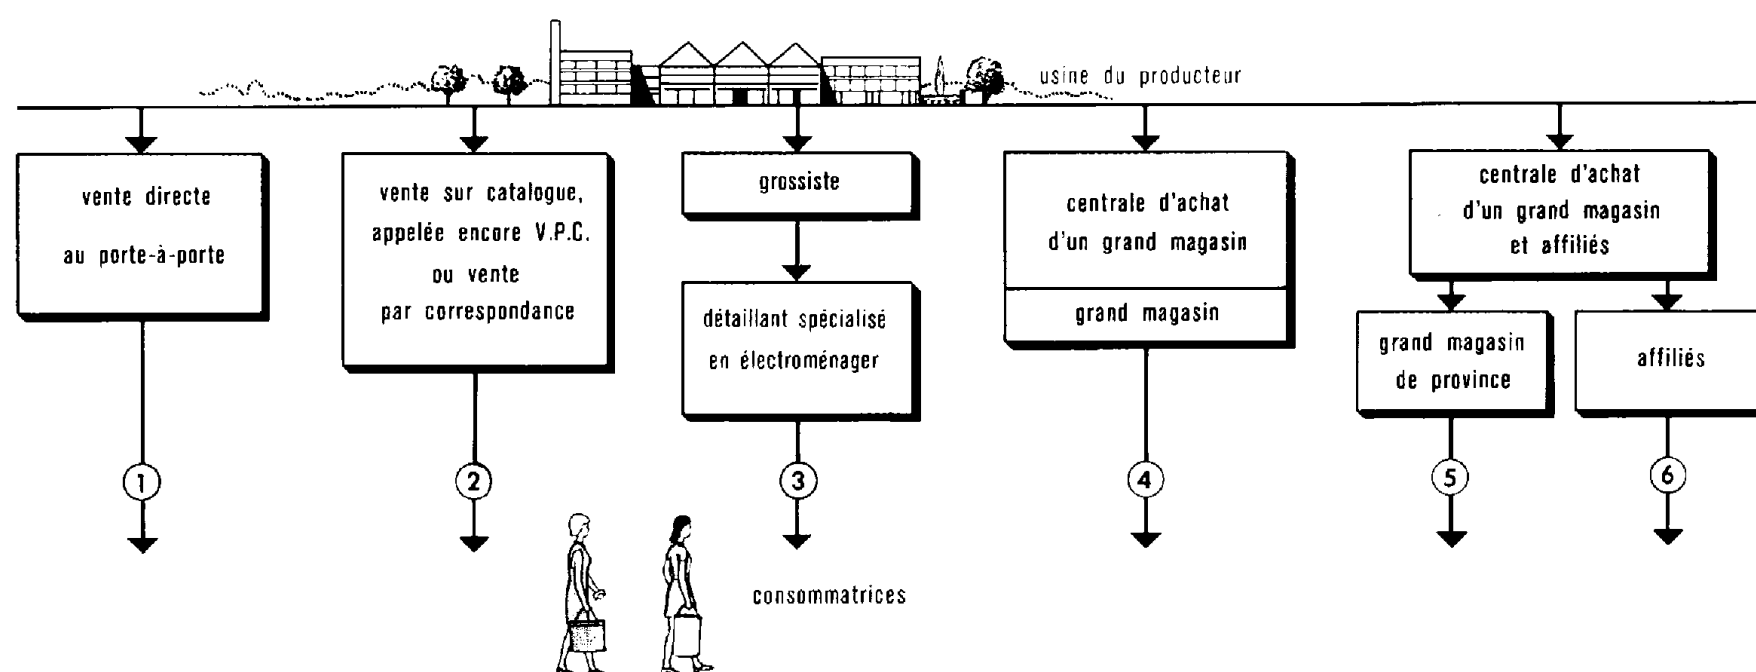 usine du producteur
vente directe
au porte-à-porte
vente sur catalogue,
appelée encore V.P.C.
ou vente
par correspondance
grossiste
détaillant spécialisé
en électroménager
centrale d'achat
d'un grand magasin
grand magasin
centrale d'achat
d'un grand magasin
et affiliés
grand magasin
de province
affiliés
1
2
3
4
5
6
consommatrices